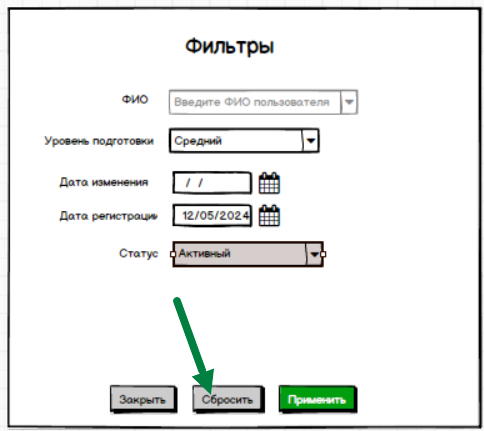 Фильтры
ФИО Введите ФИО пользователя
Уровень подготовки Средний
Дата изменения / /
Дата регистрации 12/05/2024
Статус Активный
Закрыть Сбросить Применить